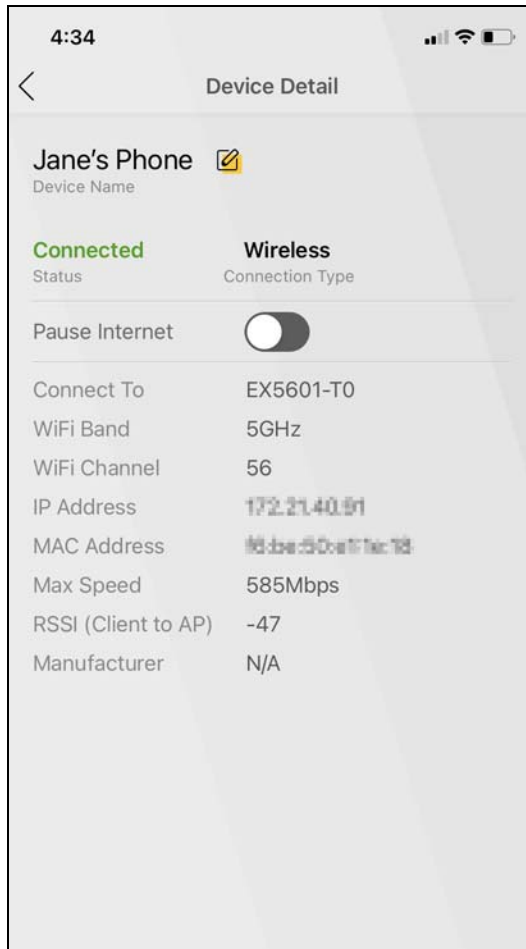 4:34
Device Detail
Jane's Phone
Device Name
Connected Wireless
Status Connection Type
Pause Internet
Connect To EX5601-T0
WiFi Band 5GHz
WiFi Channel 56
IP Address
MAC Address
Max Speed 585Mbps
RSSI (Client to AP) -47
Manufacturer N/A